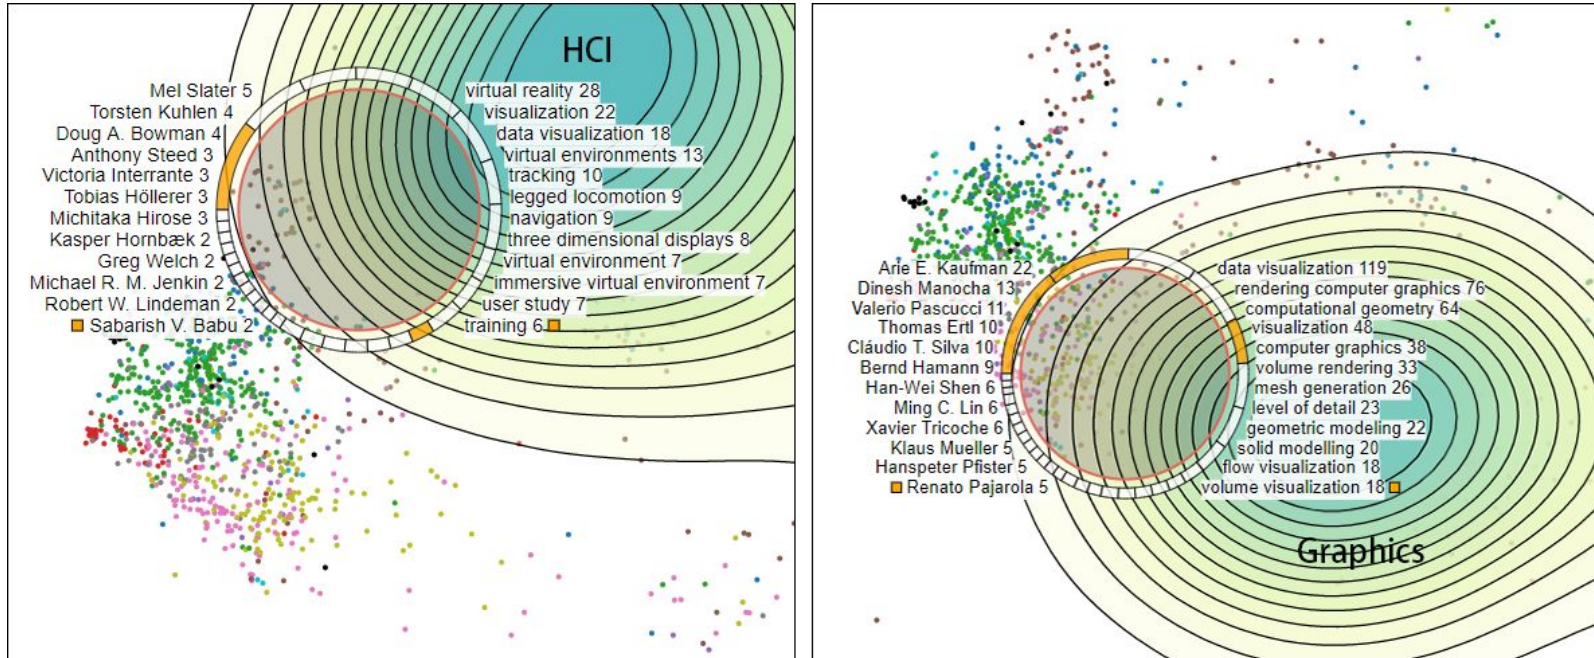 HCI
Mel Slater 5
Torsten Kuhlen 4
Doug A. Bowman 4
Anthony Steed 3
Victoria Interrante 3
Tobias Höllerer 3
Michitaka Hirose 3
Kasper Hornbæk 2
Greg Welch 2
Michael R. M. Jenkin 2
Robert W. Lindeman 2
Sabarish V. Babu 2
virtual reality 28
visualization 22
data visualization 18
virtual environments 13
tracking 10
legged locomotion 9
navigation 9
three dimensional displays 8
virtual environment 7
immersive virtual environment 7
user study 7
training 6
Arie E. Kaufman 22
Dinesh Manocha 13
Valerio Pascucci 11
Thomas Ertl 10
Cláudio T. Silva 10
Bernd Hamann 9
Han-Wei Shen 6
Ming C. Lin 6
Xavier Tricoche 6
Klaus Mueller 5
Hanspeter Pfister 5
Renato Pajarola 5
data visualization 119
rendering computer graphics 76
computational geometry 64
visualization 48
computer graphics 38
volume rendering 33
mesh generation 26
level of detail 23
geometric modeling 22
solid modelling 20
flow visualization 18
volume visualization 18
Graphics